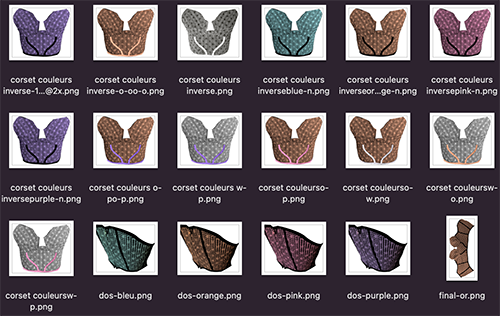 corset couleurs
inverse-1...@2x.png
corset couleurs
inverse-o-oo-o.png
corset couleurs
inverse.png
corset couleurs
inverseblue-n.png
corset couleurs
inverseor...ge-n.png
corset couleurs
inversepink-n.png
corset couleurs
inversepurple-n.png
corset couleurs o-
po-p.png
corset couleurs w-
p.png
corset couleurso-
p.png
corset couleurso-
w.png
corset couleursw-
o.png
corset couleursw-
p.png
dos-bleu.png
dos-orange.png
dos-pink.png
dos-purple.png
final-or.png